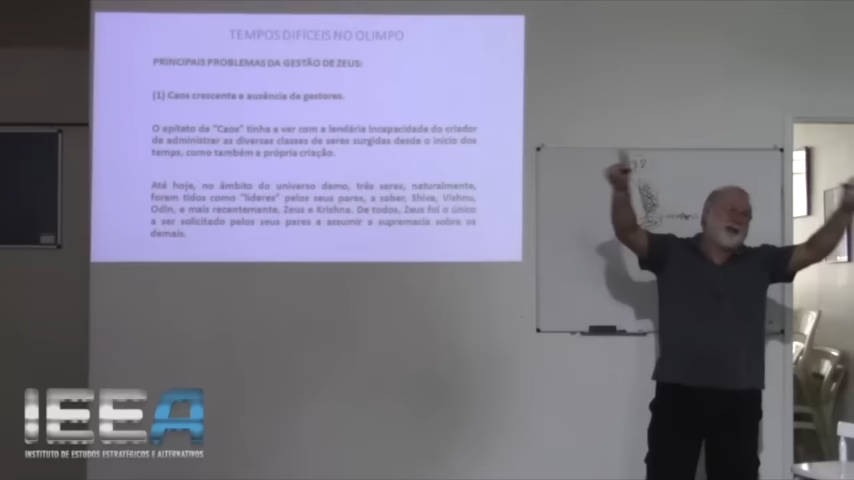 TEMPOS DIFÍCEIS NO OLIMPO
PRINCIPAIS PROBLEMAS DA GESTÃO DE ZEUS:
(1) Caos crescente e ausência de gestores.
O epíteto de "Caos" tinha a ver com a lendária incapacidade do criador
de administrar as diversas classes de seres surgidas desde o início dos
tempos, como também a própria criação.
Até hoje, no âmbito do universo demo, três seres, naturalmente,
foram tidos como "líderes" pelos seus pares, a saber, Shiva, Vishnu,
Odin, e mais recentemente, Zeus e Krishna. De todos, Zeus foi o único
a ser solicitado pelos seus pares a assumir a supremacia sobre os
demais.
IEEA
INSTITUTO DE ESTUDOS ESTRATÉGICOS E ALTERNATIVOS